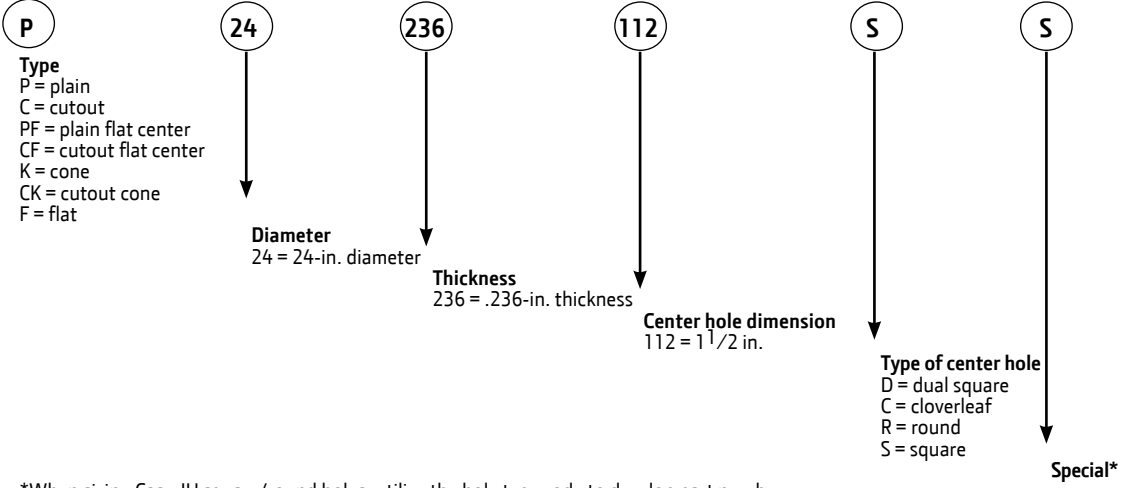 P 24 236 112 S S
Type
P = plain
C = cutout
PF = plain flat center
CF = cutout flat center
K = cone
CK = cutout cone
F = flat
Diameter
24 = 24-in. diameter
Thickness
236 = .236-in. thickness
Center hole dimension
112 = 1 1/2 in.
Type of center hole
D = dual square
C = cloverleaf
R = round
S = square
Special*